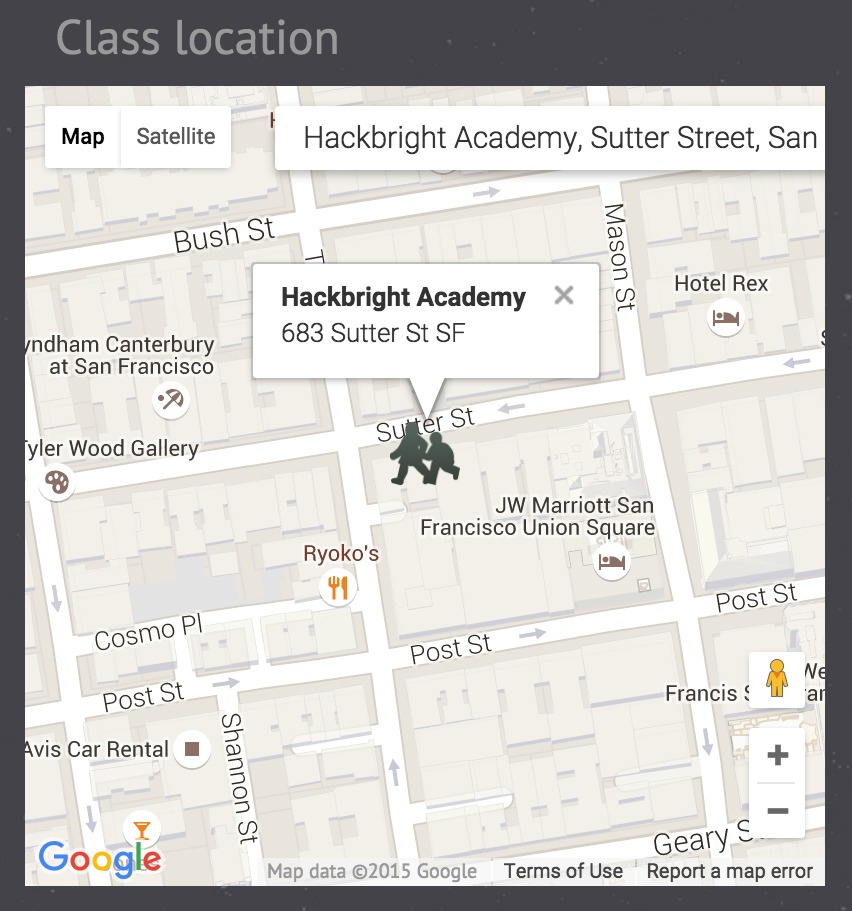 Class location
Map
Satellite
Hackbright Academy, Sutter Street, San
Bush St
Mason St
Hackbright Academy
683 Sutter St SF
Hotel Rex
yndham Canterbury
at San Francisco
Sutter St
Tyler Wood Gallery
JW Marriott San
Francisco Union Square
Ryoko's
Post St
Cosmo Pl
Post St
Post St
Francis S
Avis Car Rental
Shannon St
Geary S
Google
Map data ©2015 Google
Terms of Use
Report a map error